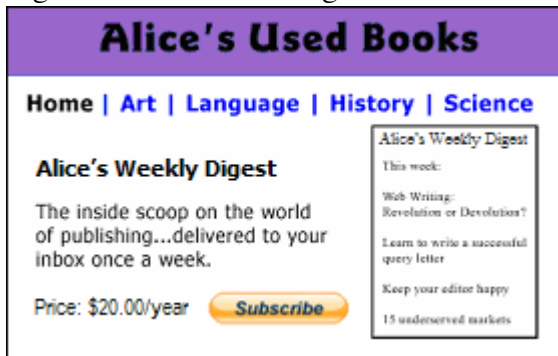 Alice's Used Books
Home | Art | Language | History | Science
Alice's Weekly Digest
The inside scoop on the world
of publishing...delivered to your
inbox once a week.
Price: $20.00/year
Subscribe
Alice's Weekly Digest
This week:
Web Writing:
Revolution or Devolution?
Learn to write a successful
query letter
Keep your editor happy
15 underserved markets